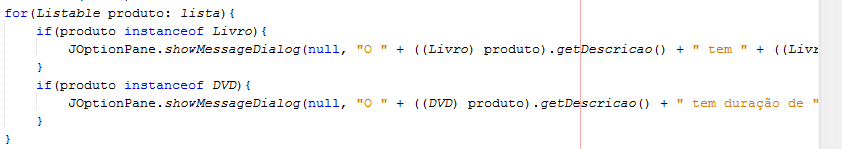 for(Listable produto: lista){
if(produto instanceof Livro){
JOptionPane.showMessageDialog(null, "O " + ((Livro) produto).getDescricao() + " tem " + ((Livr
}
if(produto instanceof DVD){
JOptionPane.showMessageDialog(null, "O " + ((DVD) produto).getDescricao() + " tem duração de "
}
}